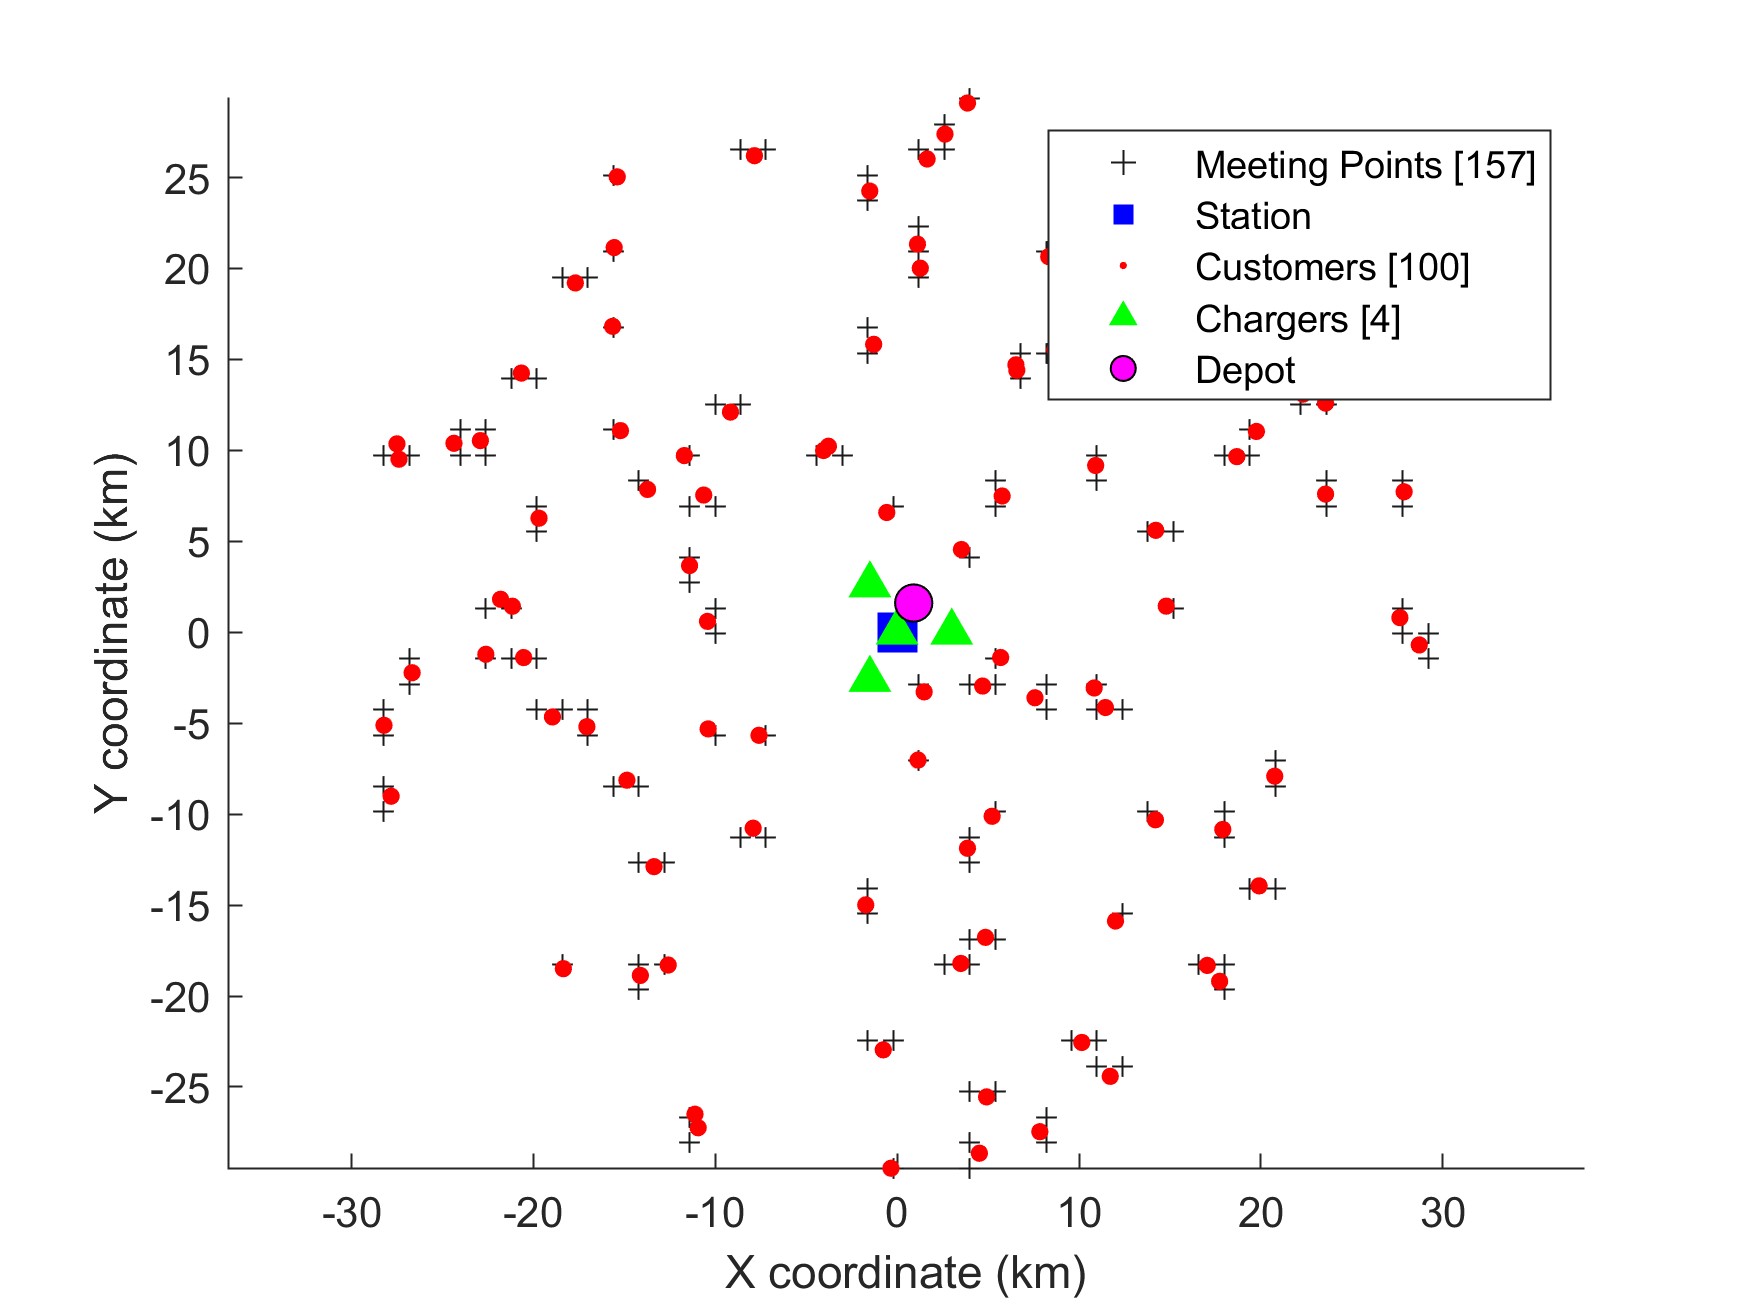 Meeting Points [157]
Station
Customers [100]
Chargers [4]
Depot
25
20
15
10
5
0
-5
-10
-15
-20
-25
Y coordinate (km)
-30 -20 -10 0 10 20 30
X coordinate (km)